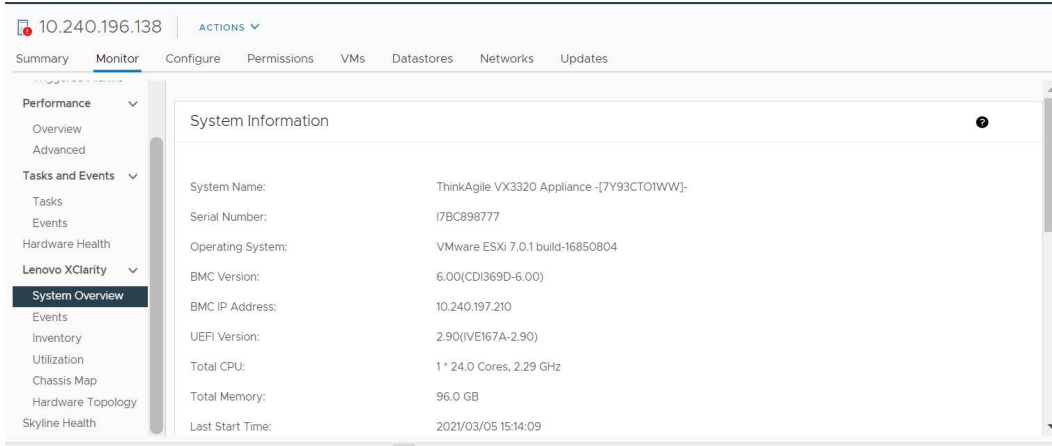 10.240.196.138 ACTIONS
Summary Monitor Configure Permissions VMs Datastores Networks Updates
Performance
Overview
Advanced
Tasks and Events
Tasks
Events
Hardware Health
Lenovo XClarity
System Overview
Events
Inventory
Utilization
Chassis Map
Hardware Topology
Skyline Health
System Information
System Name: ThinkAgile VX3320 Appliance -[7Y93CTO1WW]-
Serial Number: I7BC898777
Operating System: VMware ESXi 7.0.1 build-16850804
BMC Version: 6.00(CDI369D-6.00)
BMC IP Address: 10.240.197.210
UEFI Version: 2.90(IVE167A-2.90)
Total CPU: 1 * 24.0 Cores, 2.29 GHz
Total Memory: 96.0 GB
Last Start Time: 2021/03/05 15:14:09